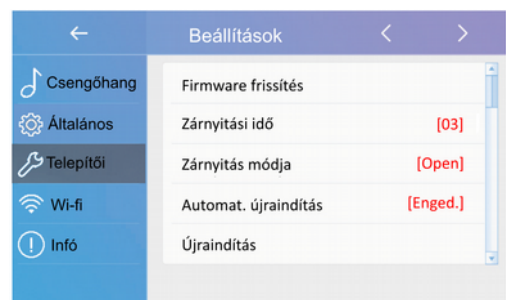 Beállítások
Csengőhang
Általános
Telepítői
Wi-fi
Infó
Firmware frissítés
Zárnyitási idő [03]
Zárnyitás módja [Open]
Automat. újraindítás [Enged.]
Újraindítás